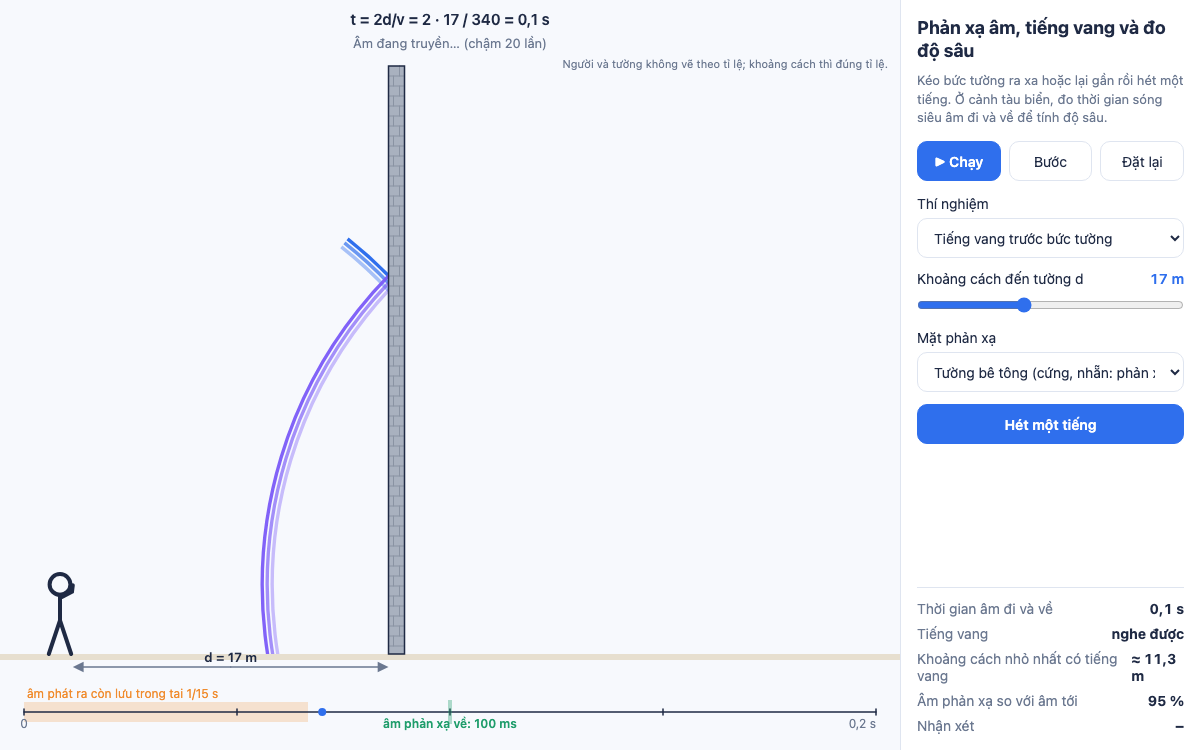 t = 2d/v = 2 · 17 / 340 = 0,1 s
Âm đang truyền... (chậm 20 lần)
Người và tường không vẽ theo tỉ lệ; khoảng cách thì đúng tỉ lệ.
d = 17 m
âm phát ra còn lưu trong tai 1/15 s
0
âm phản xạ về: 100 ms
0,2 s
Phản xạ âm, tiếng vang và đo
độ sâu
Kéo bức tường ra xa hoặc lại gần rồi hét một
tiếng. Ở cảnh tàu biển, đo thời gian sóng
siêu âm đi và về để tính độ sâu.
Chạy
Bước
Đặt lại
Thí nghiệm
Tiếng vang trước bức tường
Khoảng cách đến tường d
17 m
Mặt phản xạ
Tường bê tông (cứng, nhẵn: phản
Hét một tiếng
Thời gian âm đi và về
0,1 s
Tiếng vang
nghe được
Khoảng cách nhỏ nhất có tiếng
vang
≈ 11,3
m
Âm phản xạ so với âm tới
95 %
Nhận xét
–